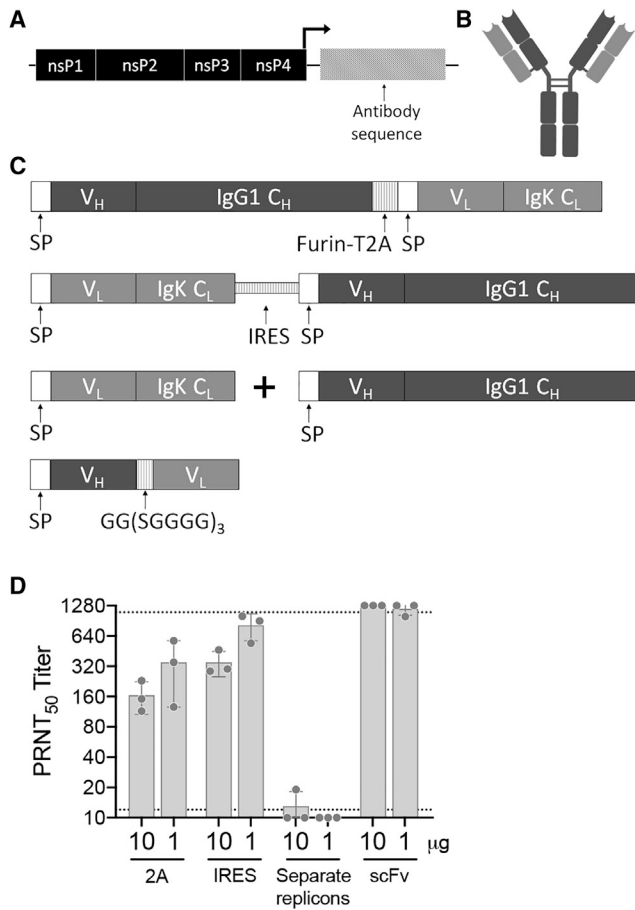 A
nsP1 nsP2 nsP3 nsP4
Antibody
sequence
B
C
VH IgG1 CH VL IgK CL
SP Furin-T2A SP
VL IgK CL VH IgG1 CH
SP IRES SP
VL IgK CL + VH IgG1 CH
SP SP
VH VL
SP GG(SGGGG)3
D
PRNT50 Titer
1280
640
320
160
80
40
20
10
10 1 10 1 10 1 10 1 μg
2A IRES Separate scFv
replicons